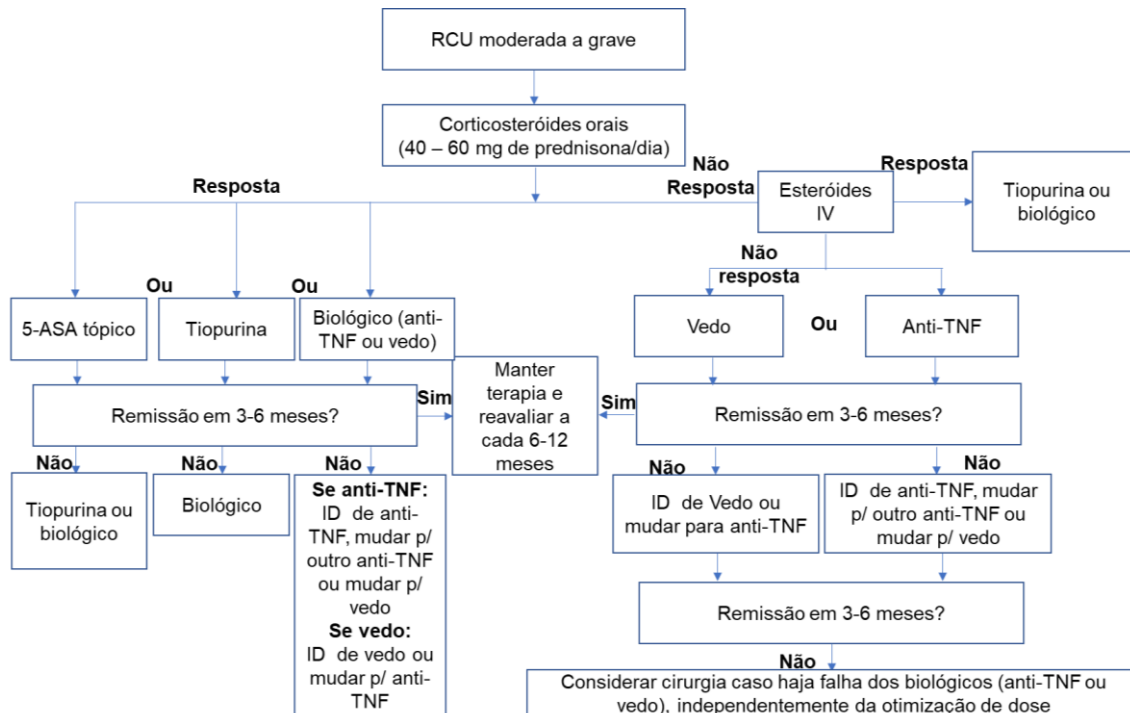 RCU moderada a grave
Corticosteróides orais
(40 – 60 mg de prednisona/dia)
Resposta
Não
Resposta
Esteróides
IV
Resposta
Tiopurina ou
biológico
Não
resposta
5-ASA tópico
Ou
Tiopurina
Ou
Biológico (anti-
TNF ou vedo)
Vedo
Ou
Anti-TNF
Remissão em 3-6 meses?
Sim
Manter
terapia e
reavaliar a
cada 6-12
meses
Sim
Remissão em 3-6 meses?
Não
Não
Não
Não
Não
Tiopurina ou
biológico
Biológico
Se anti-TNF:
ID de anti-
TNF, mudar p/
outro anti-TNF
ou mudar p/
vedo
Se vedo:
ID de vedo ou
mudar p/ anti-
TNF
ID de Vedo ou
mudar para anti-TNF
ID de anti-TNF, mudar
p/ outro anti-TNF ou
mudar p/ vedo
Remissão em 3-6 meses?
Não
Considerar cirurgia caso haja falha dos biológicos (anti-TNF ou
vedo), independentemente da otimização de dose